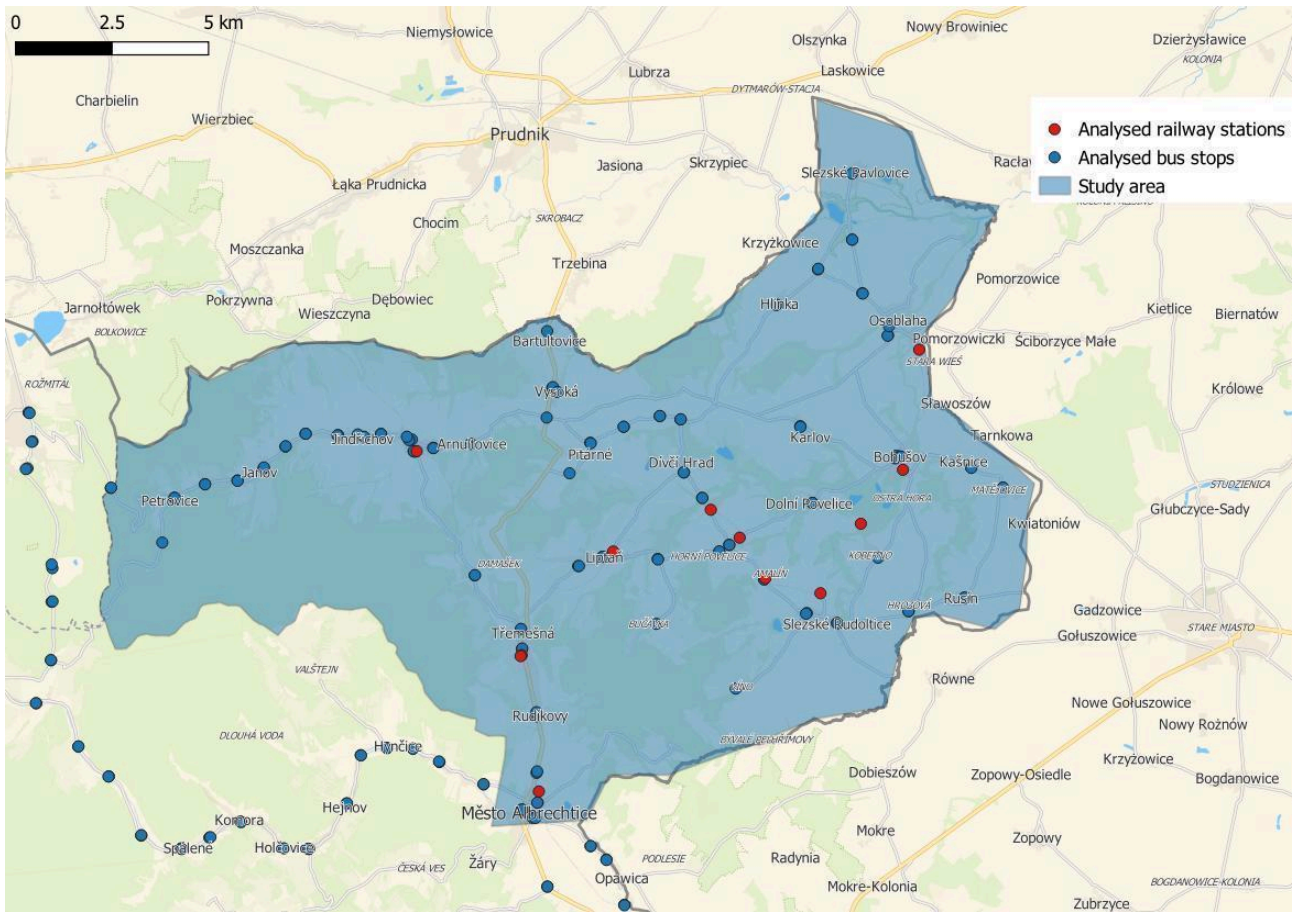 0 2.5 5 km
Niemysłowice
Nowy Browiniec
Olszynka
Dzierżysławice
KOLONIA
Lubrza
Laskowice
DYTMARÓW-STACJA
Charbielin
Wierzbiec
Prudnik
Analysed railway stations
Analysed bus stops
Study area
Jasiona
Skrzypiec
Racław
Slezské Pavlovice
Łąka Prudnicka
Chocim
SKROBACZ
Moszczanka
Krzyżkowice
Trzebina
Pomorzowice
Jarnołtówek
Pokrzywna
Dębowiec
Wieszczyna
Hlinka
Kietlice
Biernatów
BOLKOWICE
Osoblaha
Bartultovice
Pomorzowiczki
Ściborzyce Małe
STARA WIEŚ
ROŽMITÁL
Vysoká
Królowe
Sławoszów
Jindřichov
Arnultovice
Karlov
Tarnkowa
Pitárné
Dívčí Hrad
Bohušov
Kašnice
Janov
Petrovice
Dolní Povelice
OSTRÁ HORA
MATĚJOVICE
STUDZIENICA
Głubczyce-Sady
Kwiatoniów
DAMAŠEK
Liptaň
HORNÍ POVELICE
KOBERNO
AMALÍN
Rusín
HROZOVÁ
Gadzowice
Třemešná
BUČÁVKA
Slezské Rudoltice
Gołuszowice
STARE MIASTO
VALŠTEJN
VÍNO
Równe
Nowe Gołuszowice
Rudíkovy
Nowy Rożnów
DLOUHÁ VODA
Hynčice
BÝVALÉ PELHŘIMOVY
Dobieszów
Zopowy-Osiedle
Krzyżowice
Bogdanowice
Hejnov
Město Albrechtice
Komora
Mokre
Zopowy
Spálené
Holčovice
ČESKÁ VES
Žáry
PODLESIE
Radynia
Opawica
Mokre-Kolonia
BOGDANOWICE-KOLONIA
Zubrzyce